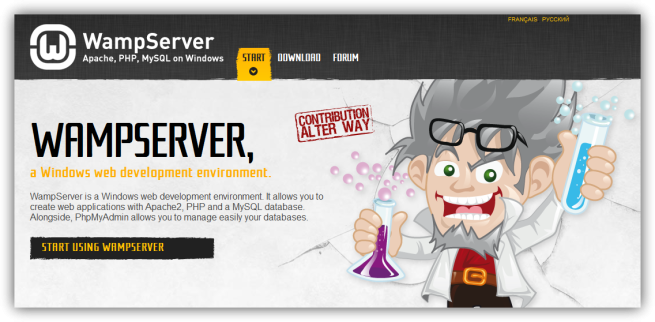 FRANÇAIS РУССКИЙ
WampServer
Apache, PHP, MySQL on Windows
START DOWNLOAD FORUM
CONTRIBUTION
ALTER WAY
WAMPSERVER,
a Windows web development environment.
WampServer is a Windows web development environment. It allows you to
create web applications with Apache2, PHP and a MySQL database.
Alongside, PhpMyAdmin allows you to manage easily your databases.
START USING WAMPSERVER